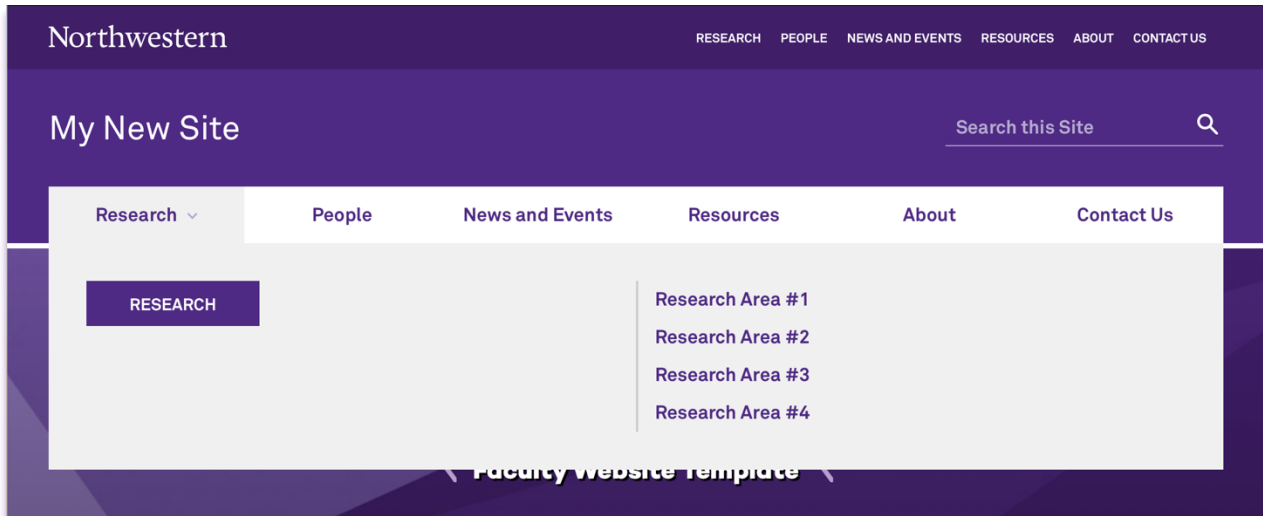 Northwestern
RESEARCH PEOPLE NEWS AND EVENTS RESOURCES ABOUT CONTACT US
My New Site
Search this Site
Research People News and Events Resources About Contact Us
RESEARCH
Research Area #1
Research Area #2
Research Area #3
Research Area #4
Faculty Website Template